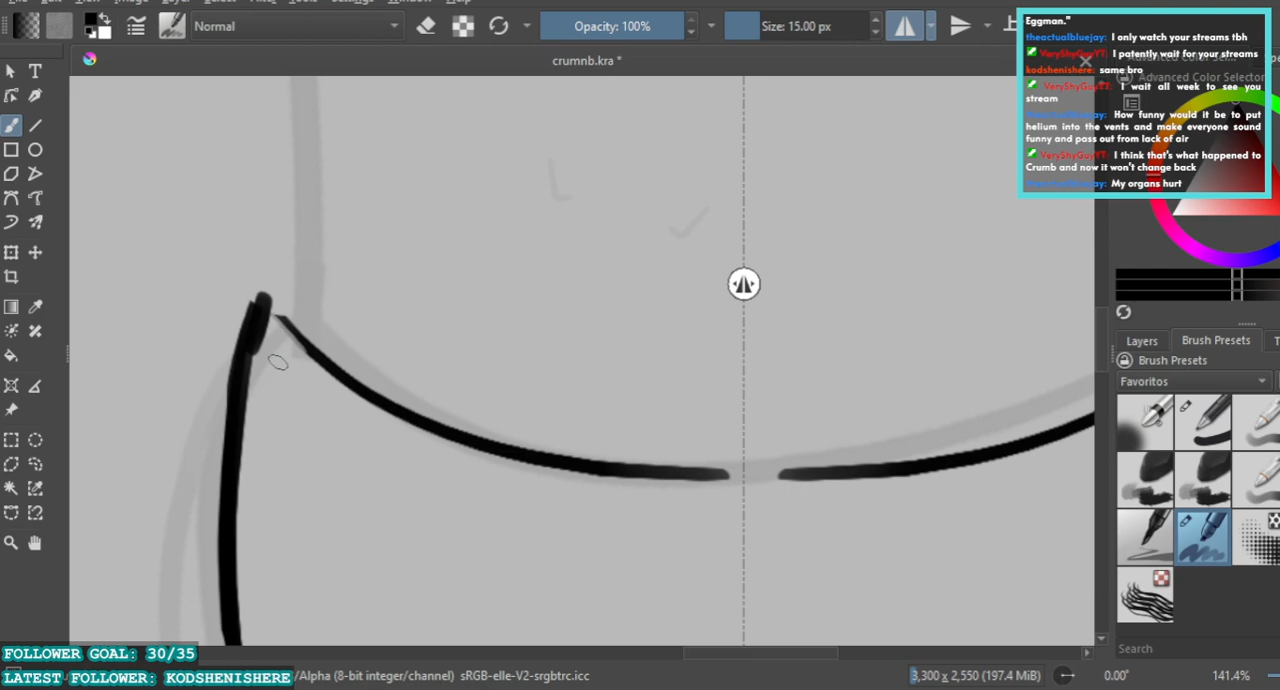 Normal
Opacity: 100%
Size: 15.00 px
crumnb.kra *
Advanced Color Selector
Eggman."
theactualbluejay: I only watch your streams tbh
VeryShyGuyYT: I patently wait for your streams
kodshenishere: same bro
VeryShyGuyYT: I wait all week to see you
stream
theactualbluejay: How funny would it be to put
helium into the vents and make everyone sound
funny and pass out from lack of air
VeryShyGuyYT: I think that's what happened to
Crumb and now it won't change back
theactualbluejay: My organs hurt
Layers
Brush Presets
T
Brush Presets
Favoritos
Search
FOLLOWER GOAL: 30/35
LATEST FOLLOWER: KODSHENISHERE
/Alpha (8-bit integer/channel) sRGB-elle-V2-srgbtrc.icc
3,300 x 2,550 (197.4 MiB)
0.00°
141.4%